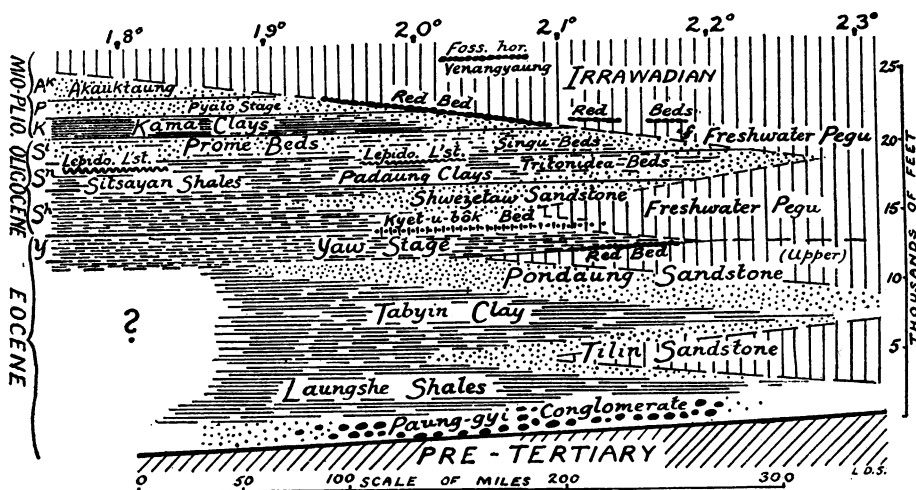 1,8° 1,9° 2,0° 2,1° 2,2° 2,3°
Foss. hor.
Yenangyaung
IRRAWADIAN
25
MIO-PLIO. OLIGOCENE EOCENE
THOUSANDS OF FEET
Aᴷ Akauktaung
P Pyalo Stage
Red Bed
Red Beds
K Kama Clays
f Freshwater Pegu
20
Sⁱ Prome Beds
Singu-Beds
Lepido. Lst.
Lepido. Lst.
Tritonidea-Beds
Sⁿ Sitsayan Shales
Padaung Clays
Shwezetaw Sandstone
Sʰ
Freshwater Pegu
15
Kyet-u-bôk Bed
Y Yaw Stage
Red Bed
(Upper)
Pondaung Sandstone
10
?
Tabyin Clay
Tilin Sandstone
5
Laungshe Shales
Paung-gyi Conglomerate
PRE-TERTIARY
L.D.S.
0 50 100 SCALE OF MILES 200 300